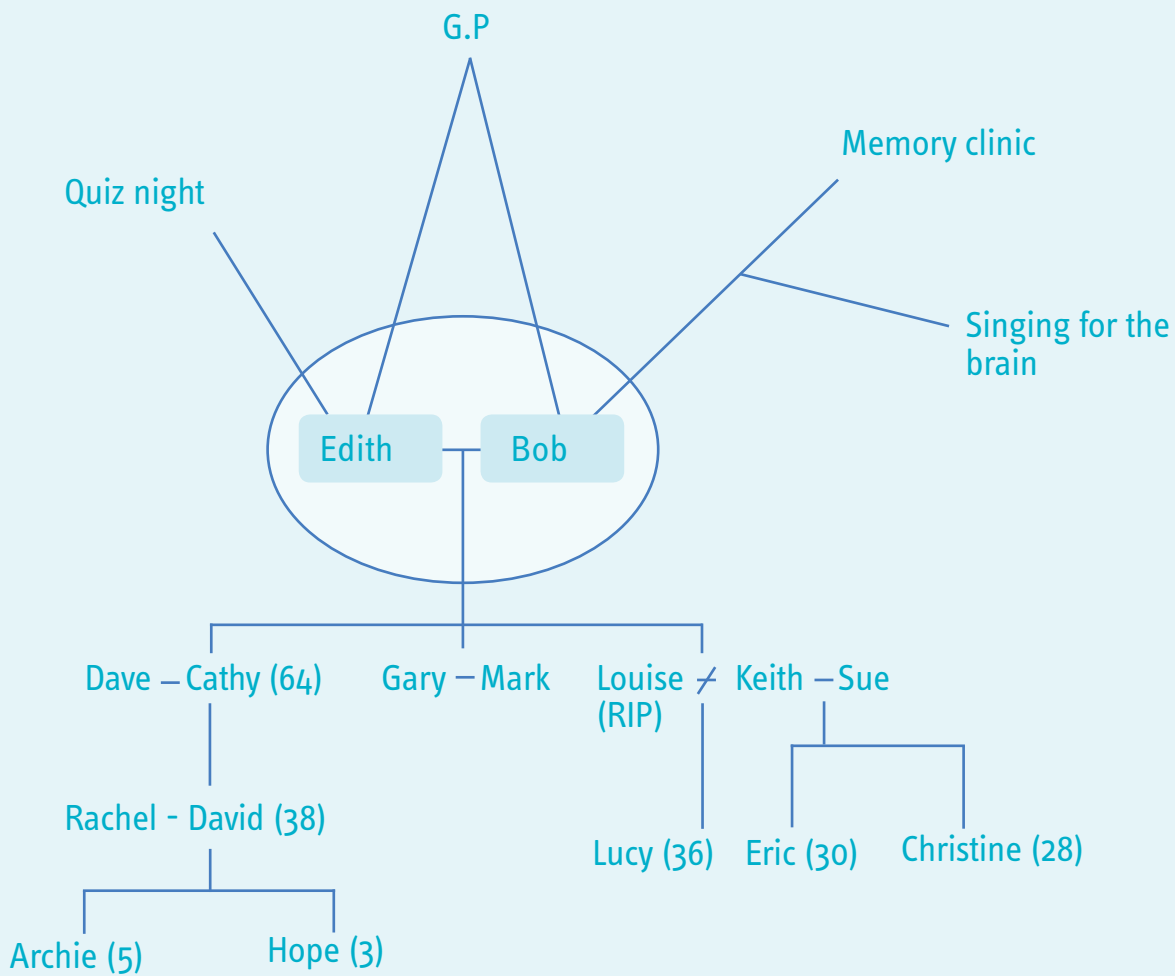 G.P
Memory clinic
Quiz night
Singing for the
brain
Edith
Bob
Dave – Cathy (64)
Gary – Mark
Louise
(RIP)
Keith – Sue
Rachel - David (38)
Lucy (36)
Eric (30)
Christine (28)
Archie (5)
Hope (3)